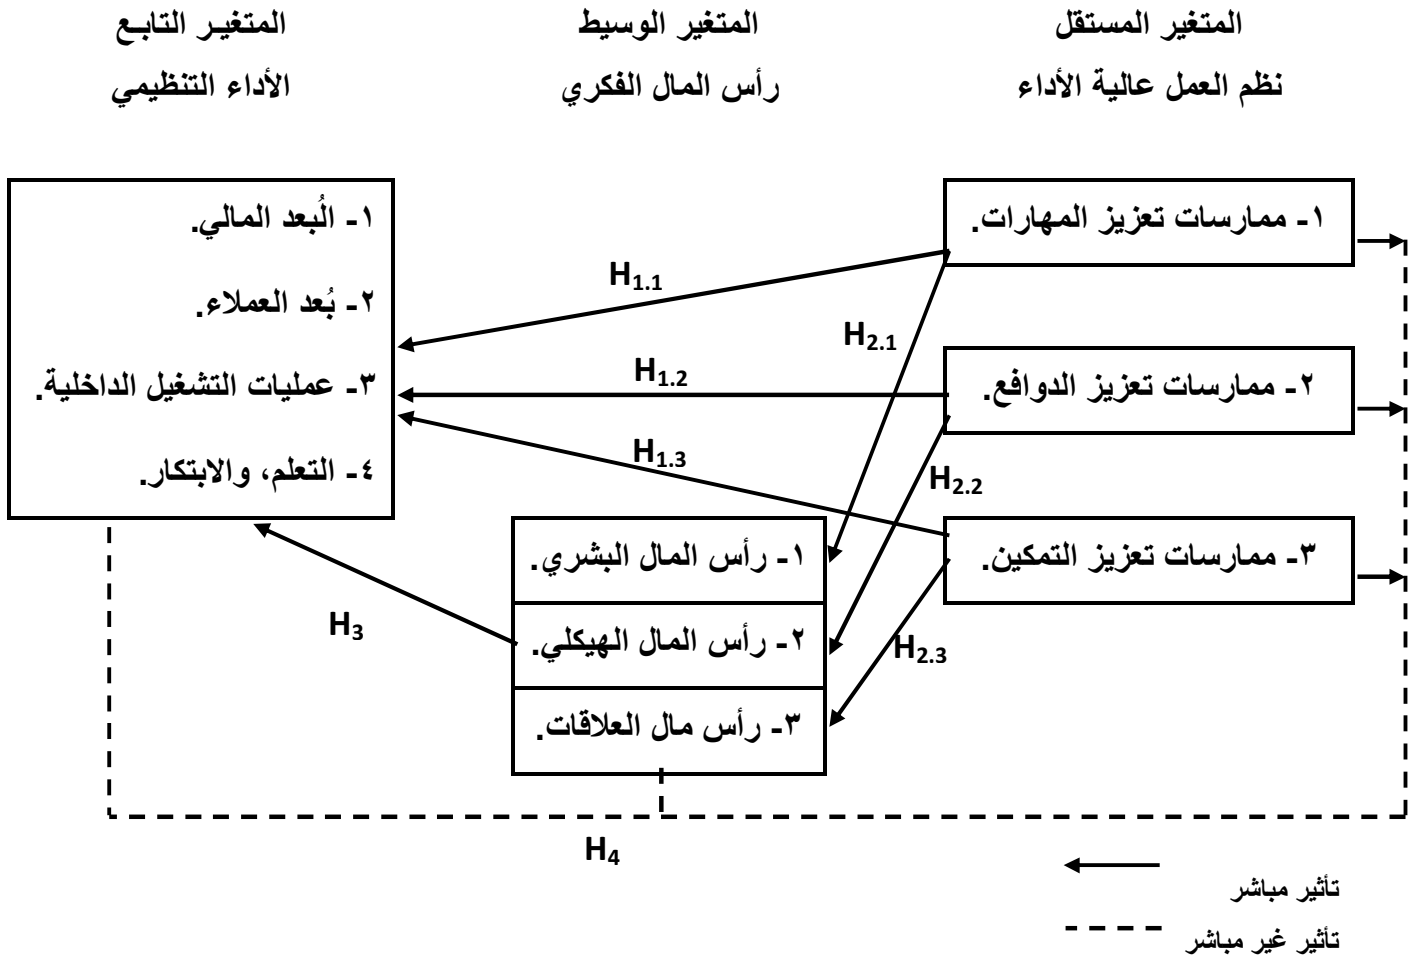 المتغير المستقل
نظم العمل عالية الأداء
المتغير الوسيط
رأس المال الفكري
المتغيـر التابـع
الأداء التنظيمي
١- ممارسات تعزيز المهارات.
٢- ممارسات تعزيز الدوافع.
٣- ممارسات تعزيز التمكين.
H1.1
H2.1
H1.2
H1.3
H2.2
H2.3
١- رأس المال البشري.
٢- رأس المال الهيكلي.
٣- رأس مال العلاقات.
١- البُعد المالي.
٢- بُعد العملاء.
٣- عمليات التشغيل الداخلية.
٤- التعلم، والابتكار.
H3
H4
تأثير مباشر
تأثير غير مباشر